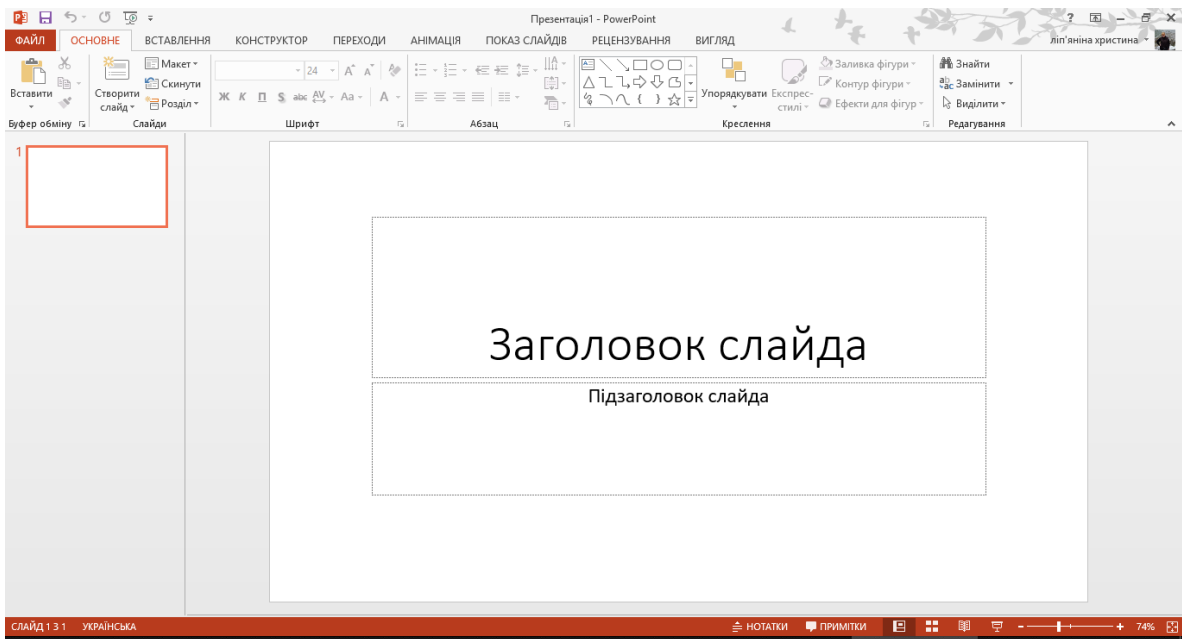 Презентація1 - PowerPoint
ФАЙЛ ОСНОВНЕ ВСТАВЛЕННЯ КОНСТРУКТОР ПЕРЕХОДИ АНІМАЦІЯ ПОКАЗ СЛАЙДІВ РЕЦЕНЗУВАННЯ ВИГЛЯД ліп'яніна христина
Вставити
Створити слайд
Макет
Скинути
Розділ
24
Ж К П S abc AV Aa A
Упорядкувати
Експрес-стилі
Заливка фігури
Контур фігури
Ефекти для фігур
Знайти
Замінити
Виділити
Буфер обміну Слайди Шрифт Абзац Креслення Редагування
1
Заголовок слайда
Підзаголовок слайда
СЛАЙД 1 З 1 УКРАЇНСЬКА НОТАТКИ ПРИМІТКИ 74%